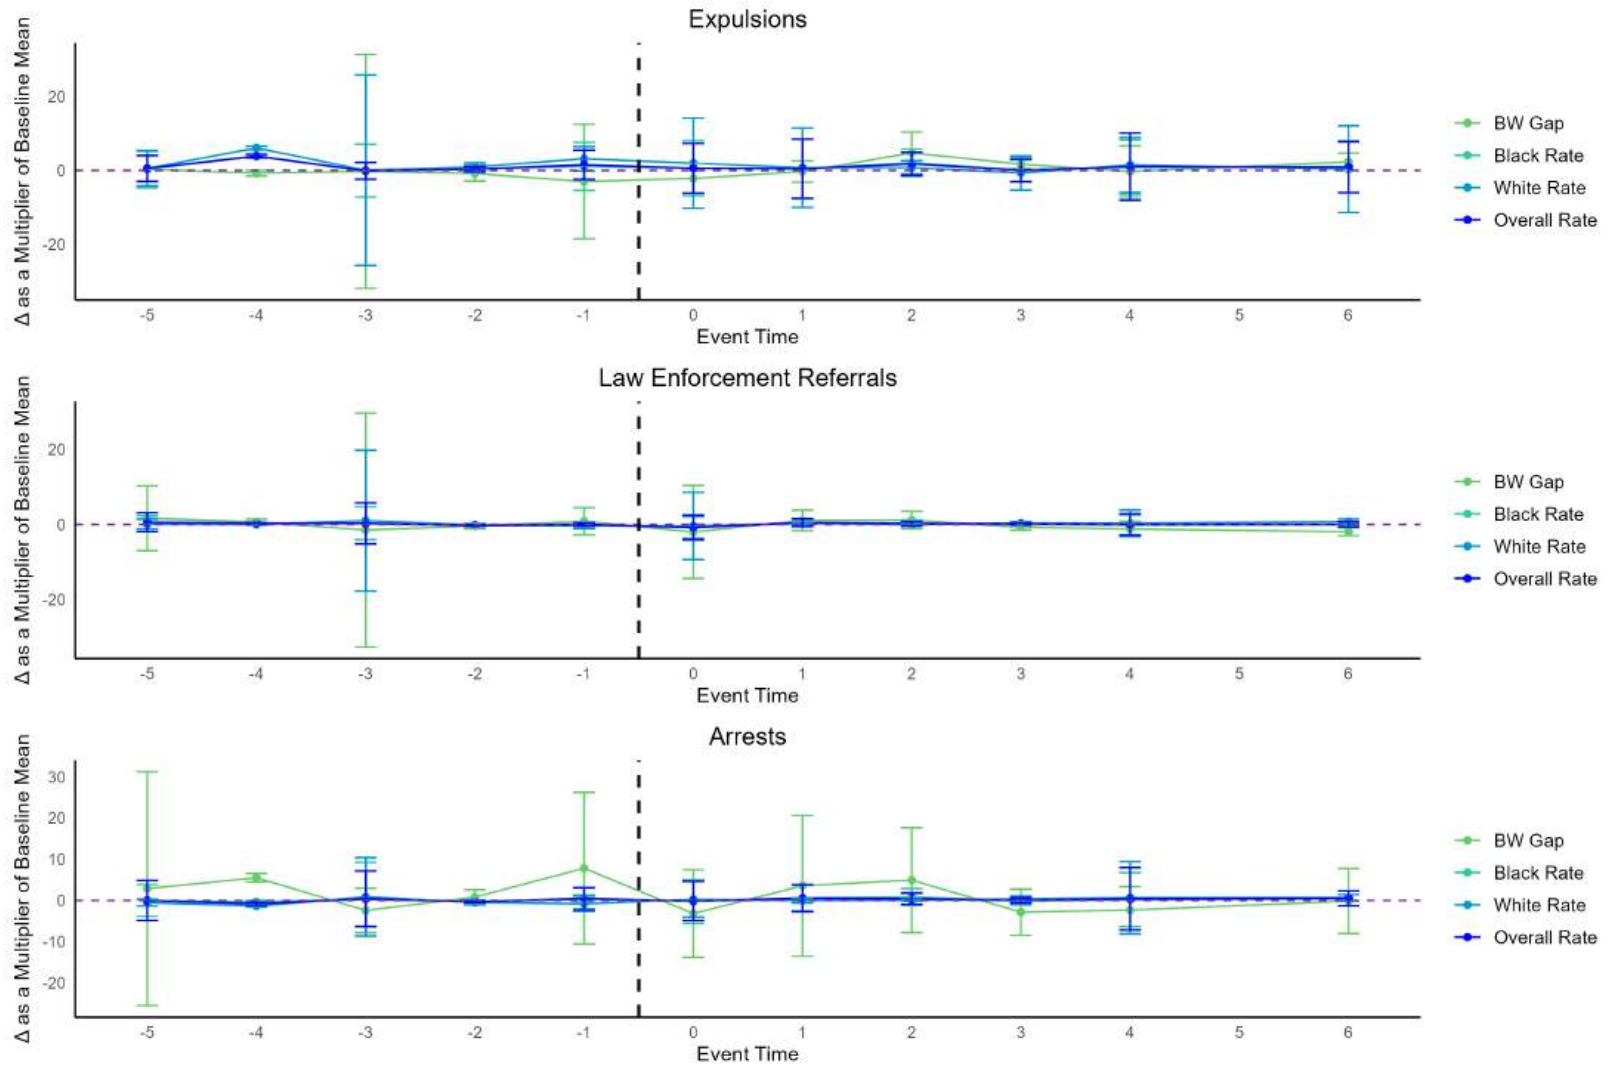 Expulsions
Δ as a Multiplier of Baseline Mean
20
0
-20
-5 -4 -3 -2 -1 0 1 2 3 4 5 6
Event Time
BW Gap
Black Rate
White Rate
Overall Rate
Law Enforcement Referrals
Δ as a Multiplier of Baseline Mean
20
0
-20
-5 -4 -3 -2 -1 0 1 2 3 4 5 6
Event Time
BW Gap
Black Rate
White Rate
Overall Rate
Arrests
Δ as a Multiplier of Baseline Mean
30
20
10
0
-10
-20
-5 -4 -3 -2 -1 0 1 2 3 4 5 6
Event Time
BW Gap
Black Rate
White Rate
Overall Rate